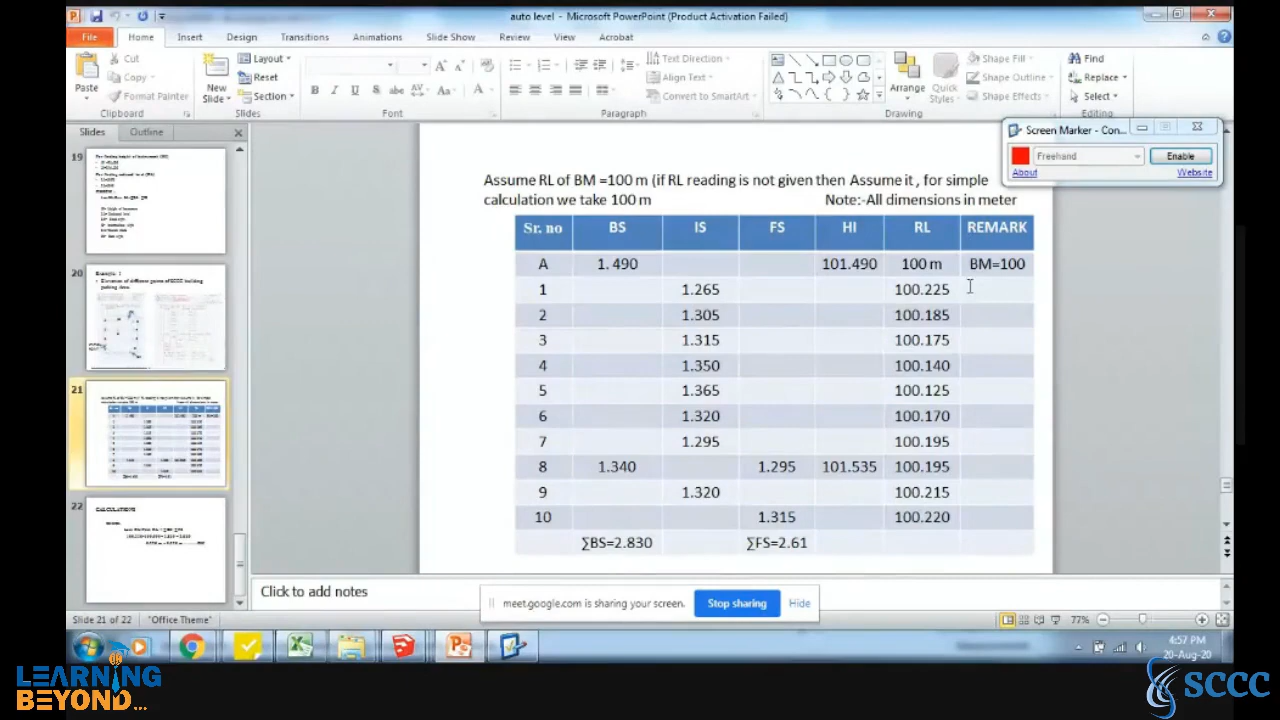 auto level - Microsoft PowerPoint (Product Activation Failed)
File Home Insert Design Transitions Animations Slide Show Review View Acrobat
Paste Cut Copy Format Painter
Clipboard
New Slide Layout Reset Section
Slides
Font
Text Direction Align Text Convert to SmartArt
Paragraph
Arrange Quick Styles Shape Fill Shape Outline Shape Effects
Drawing
Find Replace Select
Editing
Slides Outline
Screen Marker - Con...
Freehand Enable
About Website
19
20
21
22
CALCULATIONS
Assume RL of BM =100 m (if RL reading is not given then Assume it , for simple
calculation we take 100 m note:-All dimensions in meter
Sr. no BS IS FS HI RL REMARK
A 1. 490 101.490 100 m BM=100
1 1.265 100.225
2 1.305 100.185
3 1.315 100.175
4 1.350 100.140
5 1.365 100.125
6 1.320 100.170
7 1.295 100.195
8 1.340 1.295 101.535 100.195
9 1.320 100.215
10 1.315 100.220
∑BS=2.830 ∑FS=2.61
Click to add notes
meet.google.com is sharing your screen. Stop sharing Hide
Slide 21 of 22 "Office Theme" 77%
4:57 PM
20-Aug-20
LEARNING
BEYOND...
SCCC